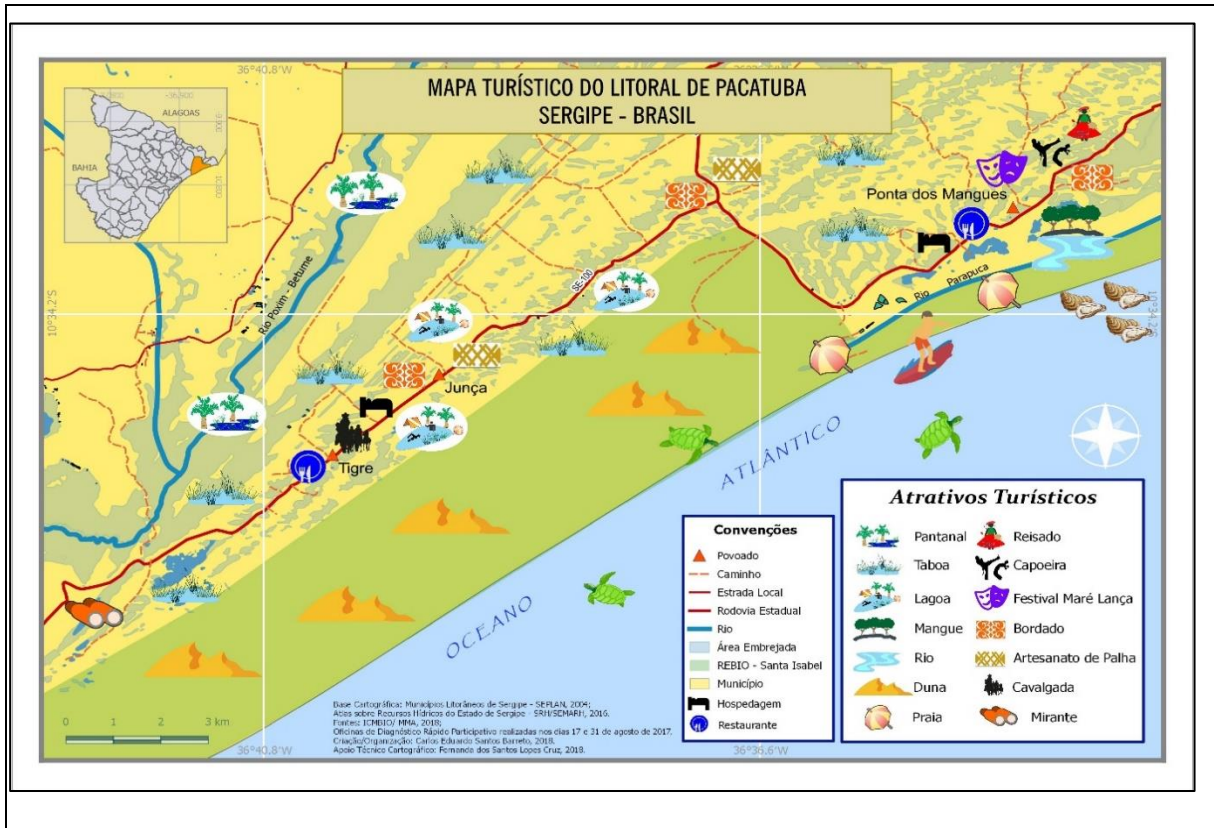 MAPA TURÍSTICO DO LITORAL DE PACATUBA
SERGIPE - BRASIL
36°40.8'W
ALAGOAS
BAHIA
10°34.2'S
Rio Poxim - Betume
SE-100
Ponta dos Mangues
Rio Parapuca
10°34.2'S
Junça
Tigre
OCEANO ATLÂNTICO
Convenções
Povoado
Caminho
Estrada Local
Rodovia Estadual
Rio
Área Embrejada
REBIO - Santa Isabel
Município
Hospedagem
Restaurante
Atrativos Turísticos
Pantanal
Taboa
Lagoa
Mangue
Rio
Duna
Praia
Reisado
Capoeira
Festival Maré Lança
Bordado
Artesanato de Palha
Cavalgada
Mirante
0 1 2 3 km
Base Cartográfica: Municípios Litorâneos de Sergipe - SEPLAN, 2004;
Atlas sobre Recursos Hídricos do Estado de Sergipe - SRH/SEMARH, 2016.
Fontes: ICMBIO/ MMA, 2018;
Oficinas de Diagnóstico Rápido Participativo realizadas nos dias 17 e 31 de agosto de 2017.
Criação/Organização: Carlos Eduardo Santos Barreto, 2018.
Apoio Técnico Cartográfico: Fernanda dos Santos Lopes Cruz, 2018.
36°40.8'W
36°36.6'W